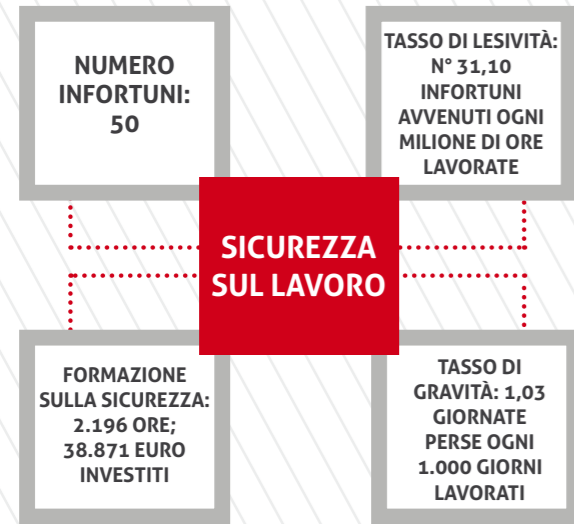 NUMERO
INFORTUNI:
50
TASSO DI LESIVITÀ:
N° 31,10
INFORTUNI
AVVENUTI OGNI
MILIONE DI ORE
LAVORATE
SICUREZZA
SUL LAVORO
FORMAZIONE
SULLA SICUREZZA:
2.196 ORE;
38.871 EURO
INVESTITI
TASSO DI
GRAVITÀ: 1,03
GIORNATE
PERSE OGNI
1.000 GIORNI
LAVORATI